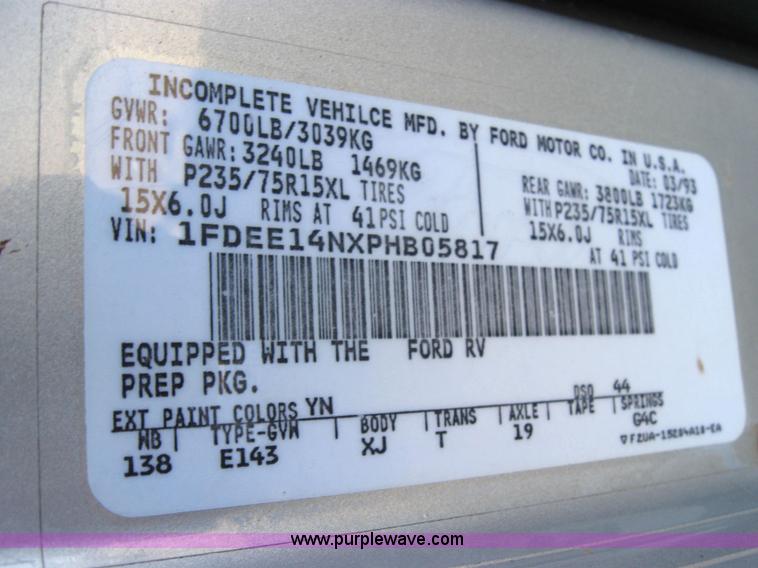 INCOMPLETE VEHILCE MFD. BY FORD MOTOR CO. IN U.S.A.
GVWR: 6700LB/3039KG DATE: 03/93
FRONT GAWR: 3240LB 1469KG REAR GAWR: 3800LB 1723KG
WITH P235/75R15XL TIRES WITH P235/75R15XL TIRES
15X6.0J RIMS AT 41 PSI COLD 15X6.0J RIMS
VIN: 1FDEE14NXPHB05817 AT 41 PSI COLD
EQUIPPED WITH THE FORD RV
PREP PKG.
DSO 44
EXT PAINT COLORS YN
WB | TYPE-GVW | BODY | TRANS | AXLE | TAPE | SPRINGS
138 E143 XJ T 19 G4C
F2UA-15284A10-EA
www.purplewave.com